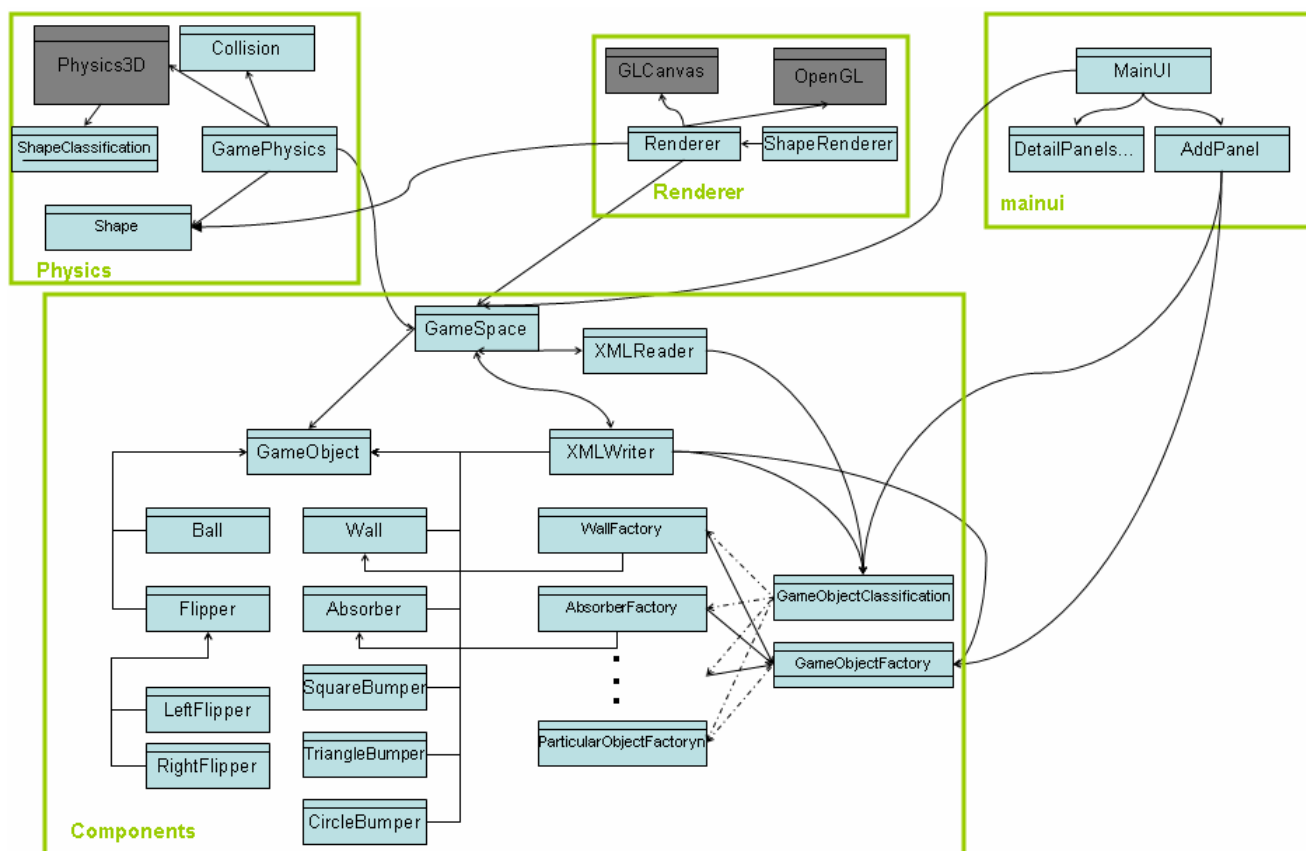 Physics3D
Collision
ShapeClassification
GamePhysics
Shape
Physics
GLCanvas
OpenGL
Renderer
ShapeRenderer
Renderer
MainUI
DetailPanels...
AddPanel
mainui
GameSpace
XMLReader
GameObject
XMLWriter
Ball
Wall
WallFactory
Flipper
Absorber
AbsorberFactory
GameObjectClassification
GameObjectFactory
SquareBumper
LeftFlipper
TriangleBumper
ParticularObjectFactoryn
RightFlipper
CircleBumper
Components